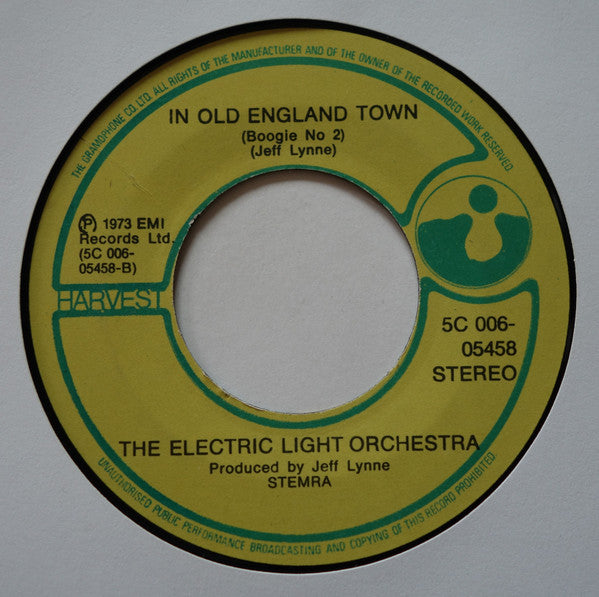 THE GRAMOPHONE CO. LTD. ALL RIGHTS OF THE MANUFACTURER AND OF THE OWNER OF THE RECORDED WORK RESERVED.
IN OLD ENGLAND TOWN
(Boogie No 2)
(Jeff Lynne)
Ⓟ 1973 EMI
Records Ltd.
(5C 006-
05458-B)
HARVEST
5C 006-
05458
STEREO
THE ELECTRIC LIGHT ORCHESTRA
Produced by Jeff Lynne
STEMRA
UNAUTHORISED PUBLIC PERFORMANCE BROADCASTING AND COPYING OF THIS RECORD PROHIBITED.